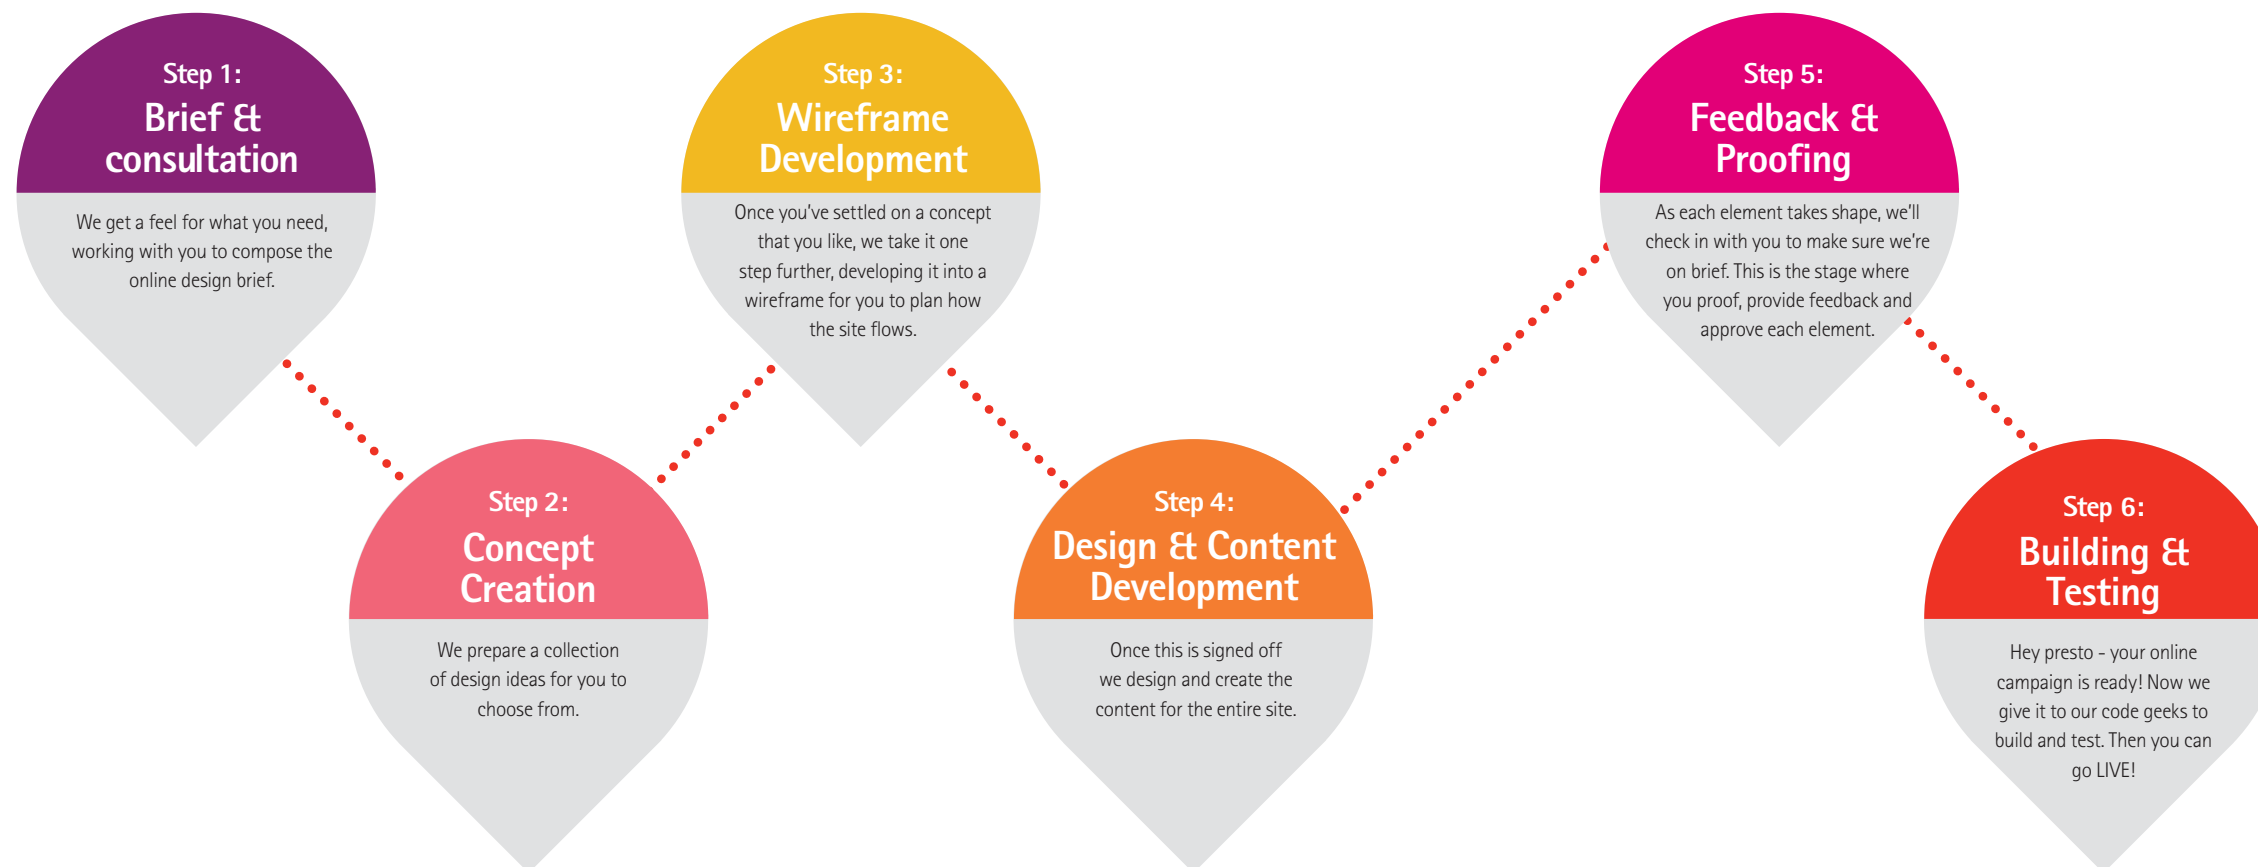 Step 1:
Brief &
consultation
We get a feel for what you need,
working with you to compose the
online design brief.
Step 2:
Concept
Creation
We prepare a collection
of design ideas for you to
choose from.
Step 3:
Wireframe
Development
Once you've settled on a concept
that you like, we take it one
step further, developing it into a
wireframe for you to plan how
the site flows.
Step 4:
Design & Content
Development
Once this is signed off
we design and create the
content for the entire site.
Step 5:
Feedback &
Proofing
As each element takes shape, we'll
check in with you to make sure we're
on brief. This is the stage where
you proof, provide feedback and
approve each element.
Step 6:
Building &
Testing
Hey presto - your online
campaign is ready! Now we
give it to our code geeks to
build and test. Then you can
go LIVE!